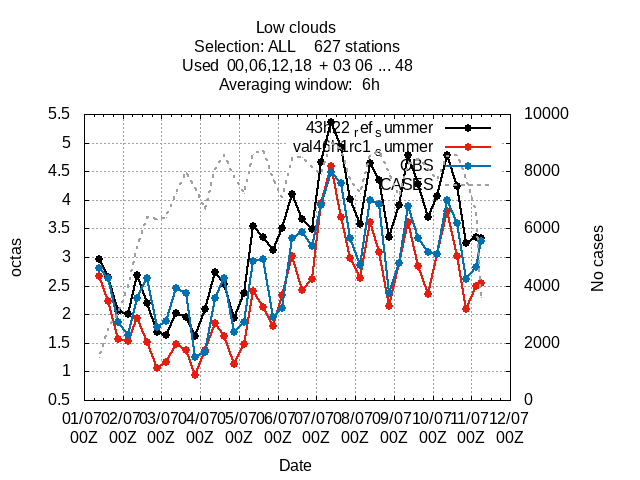 Low clouds
Selection: ALL 627 stations
Used 00,06,12,18 + 03 06 ... 48
Averaging window: 6h
5.5
5
4.5
4
3.5
3
2.5
2
1.5
1
0.5
octas
43h22_ref_summer
val46h1rc1_summer
OBS
CASES
10000
8000
6000
4000
2000
0
No cases
01/07 02/07 03/07 04/07 05/07 06/07 07/07 08/07 09/07 10/07 11/07 12/07
00Z 00Z 00Z 00Z 00Z 00Z 00Z 00Z 00Z 00Z 00Z 00Z
Date